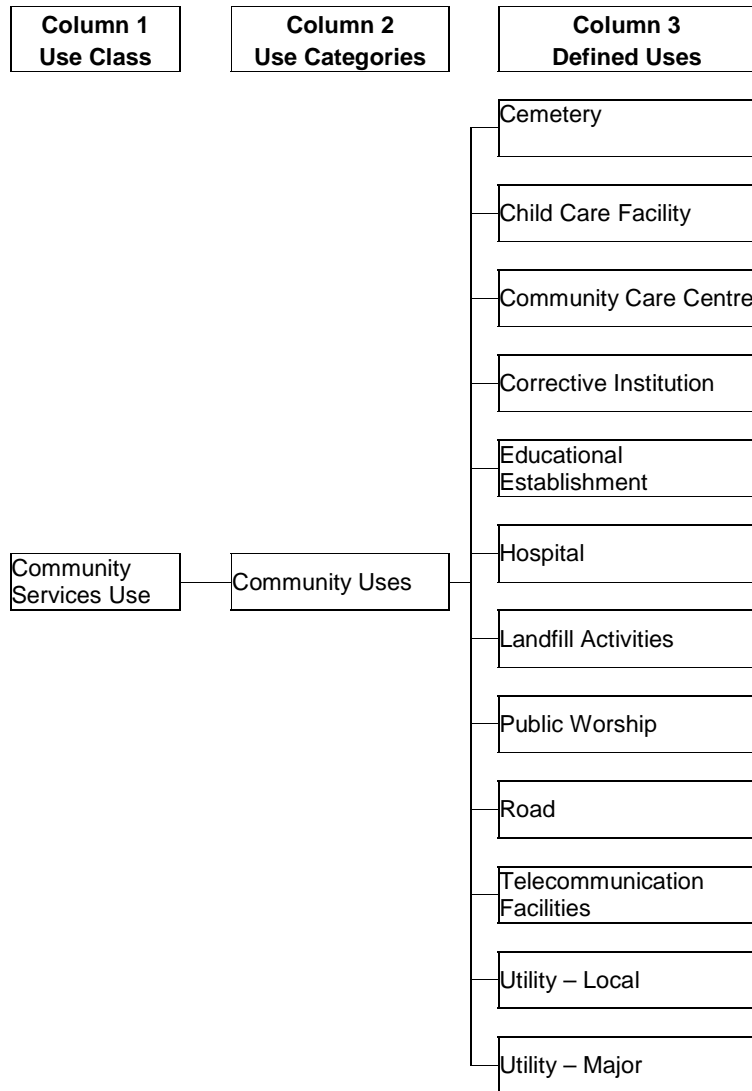 Column 1
Use Class
Column 2
Use Categories
Column 3
Defined Uses
Cemetery
Child Care Facility
Community Care Centre
Corrective Institution
Educational
Establishment
Hospital
Community
Services Use
Community Uses
Landfill Activities
Public Worship
Road
Telecommunication
Facilities
Utility – Local
Utility – Major